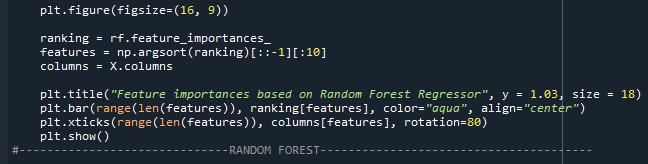 plt.figure(figsize=(16, 9))
ranking = rf.feature_importances_
features = np.argsort(ranking)[::-1][:10]
columns = X.columns
plt.title("Feature importances based on Random Forest Regressor", y = 1.03, size = 18)
plt.bar(range(len(features)), ranking[features], color="aqua", align="center")
plt.xticks(range(len(features)), columns[features], rotation=80)
plt.show()
#------------------------------RANDOM FOREST---------------------------------------